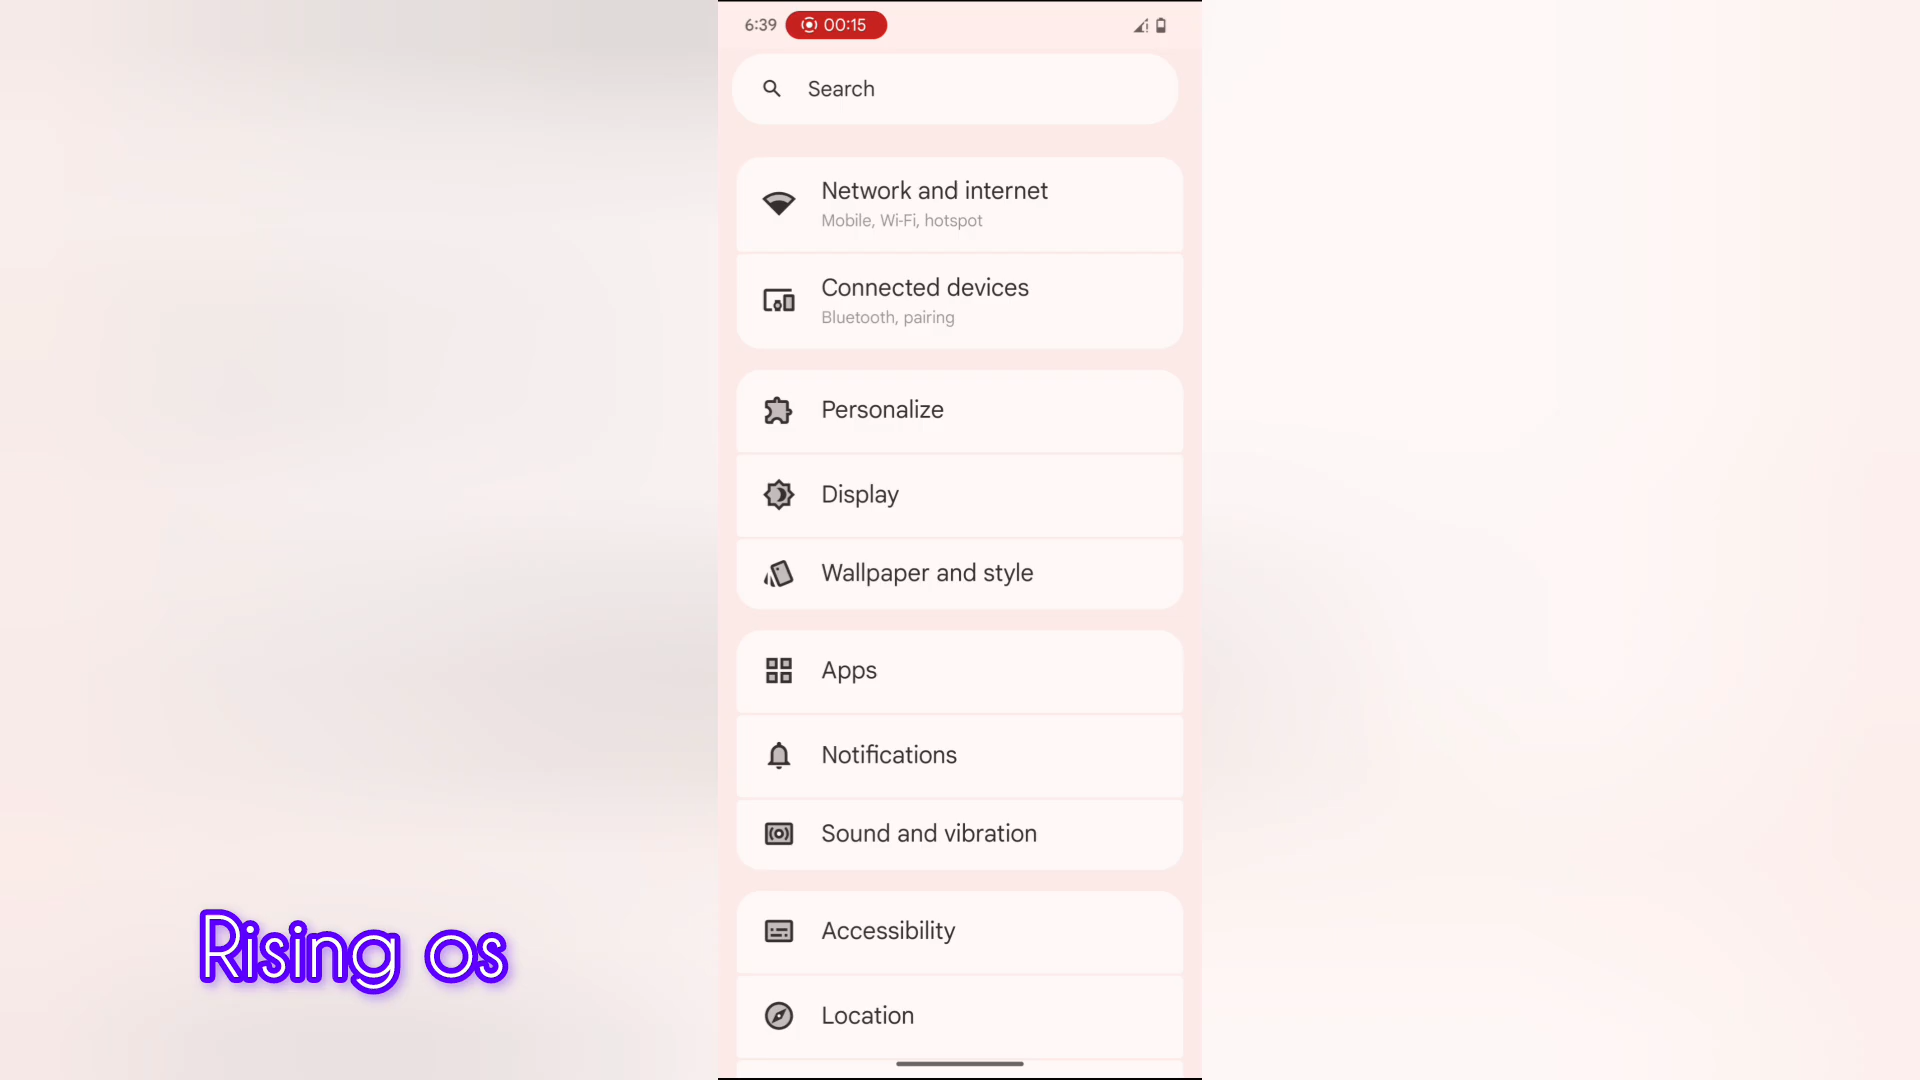 6:39 00:15
Search
Network and internet
Mobile, Wi-Fi, hotspot
Connected devices
Bluetooth, pairing
Personalize
Display
Wallpaper and style
Apps
Notifications
Sound and vibration
Accessibility
Location
Rising os